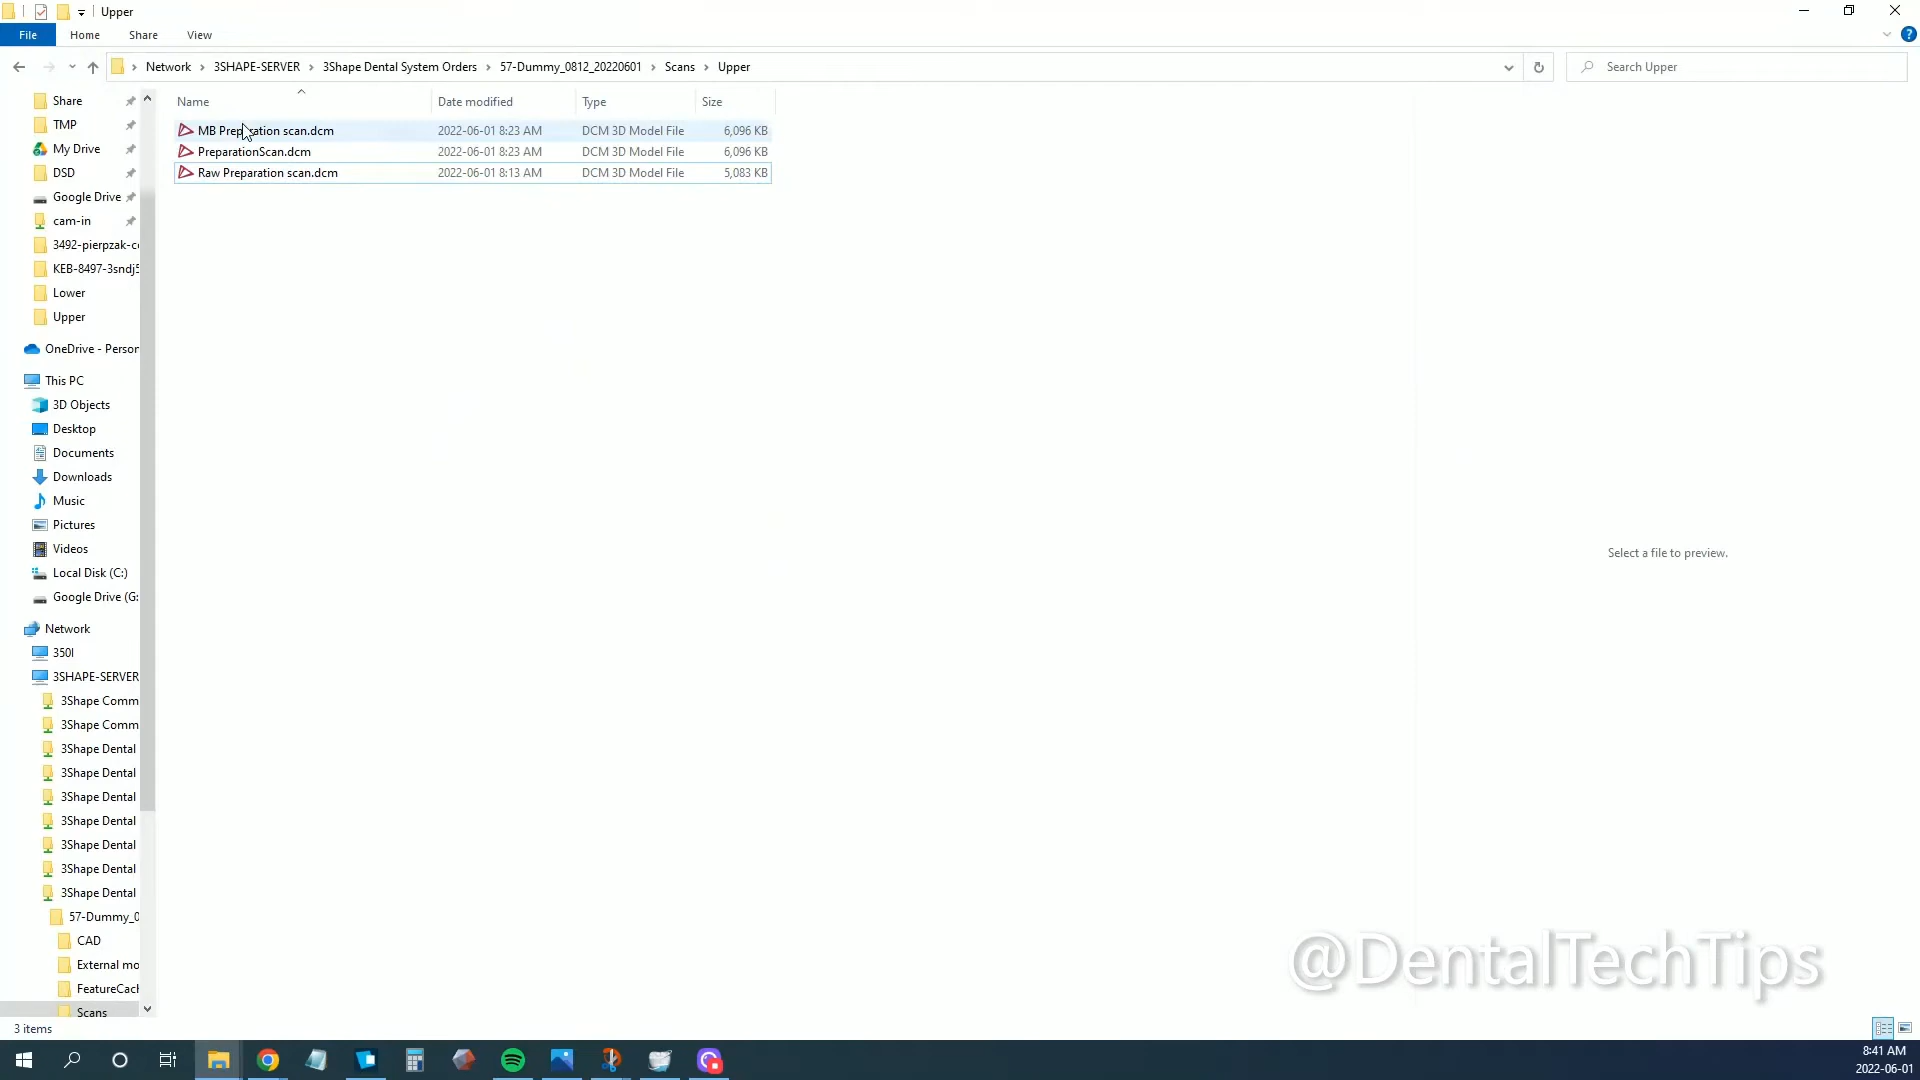 Upper
File Home Share View
Network 3SHAPE-SERVER 3Shape Dental System Orders 57-Dummy_0812_20220601 Scans Upper
Search Upper
Name Date modified Type Size
MB Preparation scan.dcm 2022-06-01 8:23 AM DCM 3D Model File 6,096 KB
PreparationScan.dcm 2022-06-01 8:23 AM DCM 3D Model File 6,096 KB
Raw Preparation scan.dcm 2022-06-01 8:13 AM DCM 3D Model File 5,083 KB
Share
TMP
My Drive
DSD
Google Drive
cam-in
3492-pierpzak-c
KEB-8497-3sndj5
Lower
Upper
OneDrive - Person
This PC
3D Objects
Desktop
Documents
Downloads
Music
Pictures
Videos
Local Disk (C:)
Google Drive (G:
Network
350I
3SHAPE-SERVER
3Shape Comm
3Shape Comm
3Shape Dental
3Shape Dental
3Shape Dental
3Shape Dental
3Shape Dental
3Shape Dental
3Shape Dental
57-Dummy_0
CAD
External mo
FeatureCach
Scans
Select a file to preview.
@DentalTechTips
3 items
8:41 AM
2022-06-01